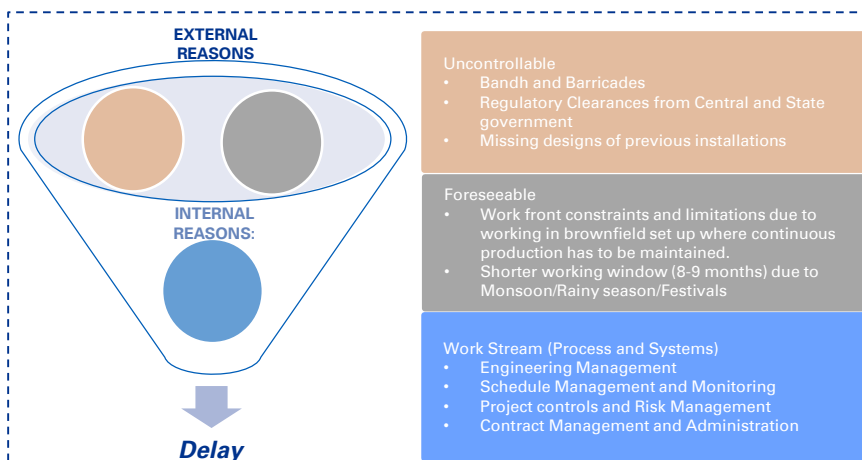 EXTERNAL
REASONS
INTERNAL
REASONS:
Delay
Uncontrollable
• Bandh and Barricades
• Regulatory Clearances from Central and State
government
• Missing designs of previous installations
Foreseeable
• Work front constraints and limitations due to
working in brownfield set up where continuous
production has to be maintained.
• Shorter working window (8-9 months) due to
Monsoon/Rainy season/Festivals
Work Stream (Process and Systems)
• Engineering Management
• Schedule Management and Monitoring
• Project controls and Risk Management
• Contract Management and Administration